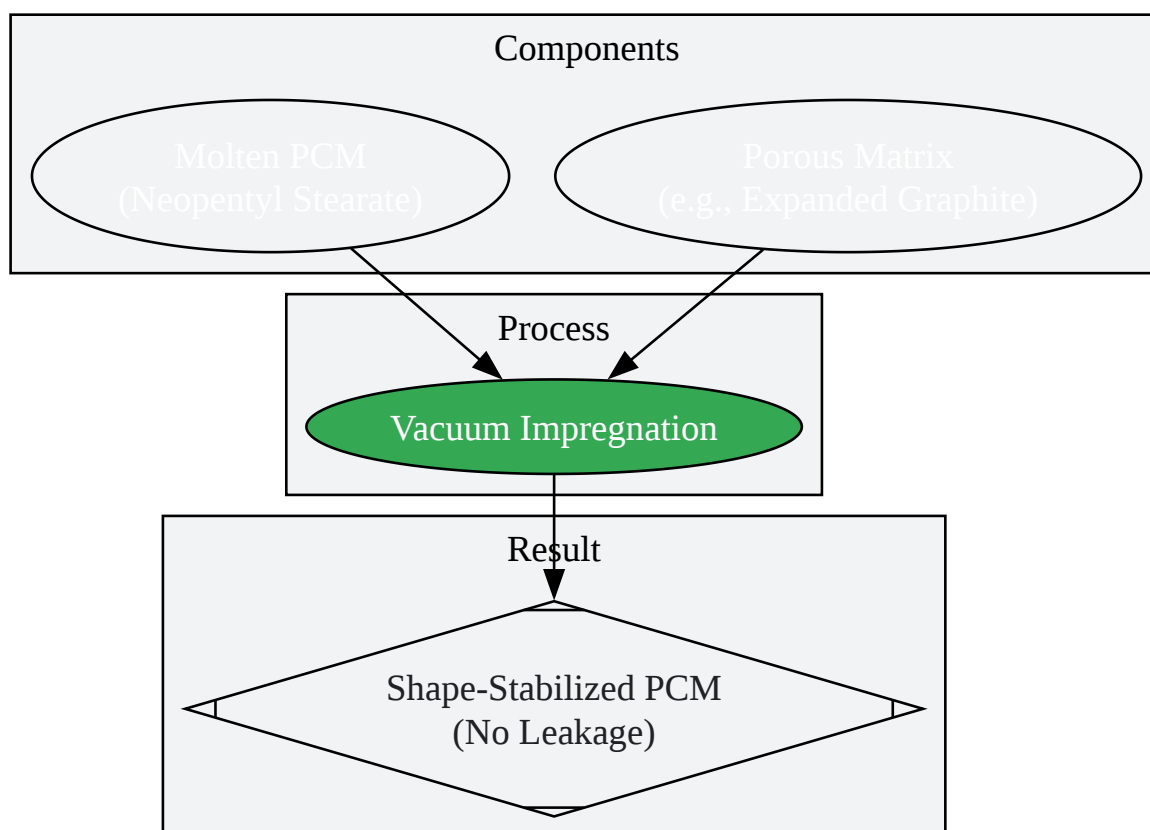 Components
Molten PCM
(Neopentyl Stearate)
Porous Matrix
(e.g., Expanded Graphite)
Process
Vacuum Impregnation
Result
Shape-Stabilized PCM
(No Leakage)